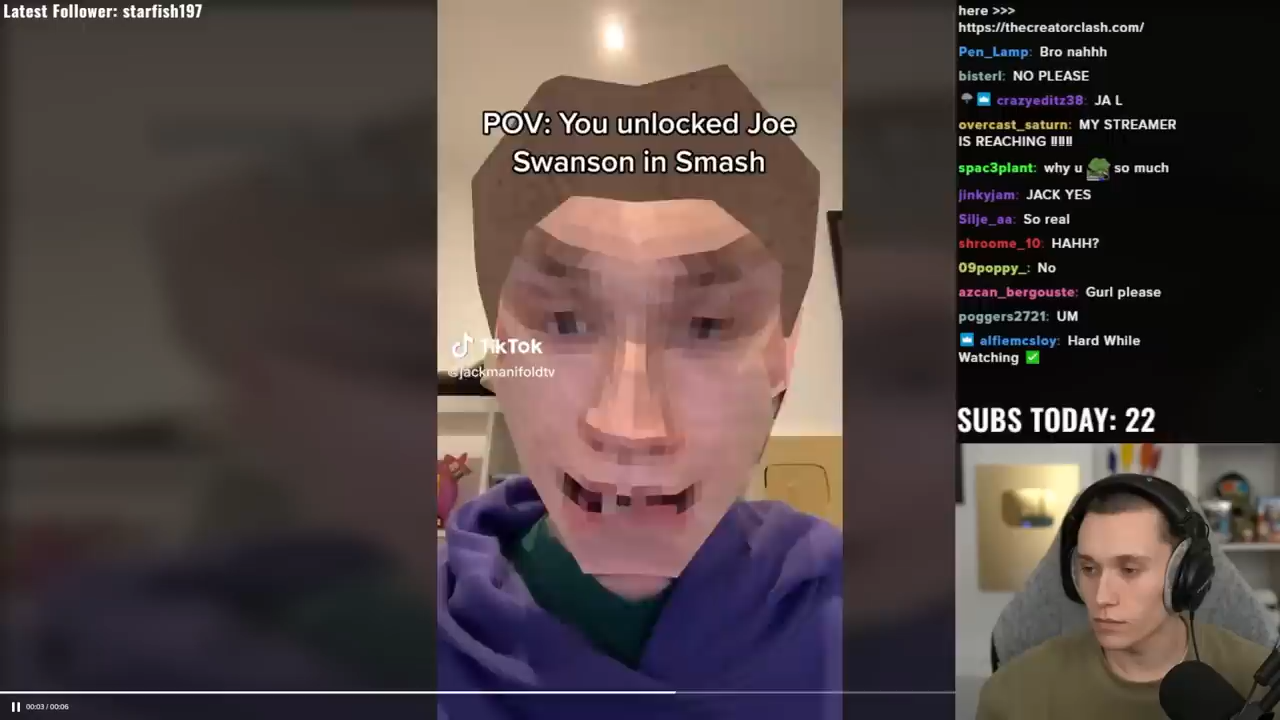 Latest Follower: starfish197
POV: You unlocked Joe
Swanson in Smash
TikTok
@jackmanifoldtv
00:03 / 00:06
here >>>
https://thecreatorclash.com/
Pen_Lamp: Bro nahhh
bisterl: NO PLEASE
crazyeditz38: JA L
overcast_saturn: MY STREAMER
IS REACHING !!!!!
spac3plant: why u so much
jinkyjam: JACK YES
Silje_aa: So real
shroome_10: HAHH?
09poppy_: No
azcan_bergouste: Gurl please
poggers2721: UM
alfiemcsloy: Hard While
Watching ✅
SUBS TODAY: 22